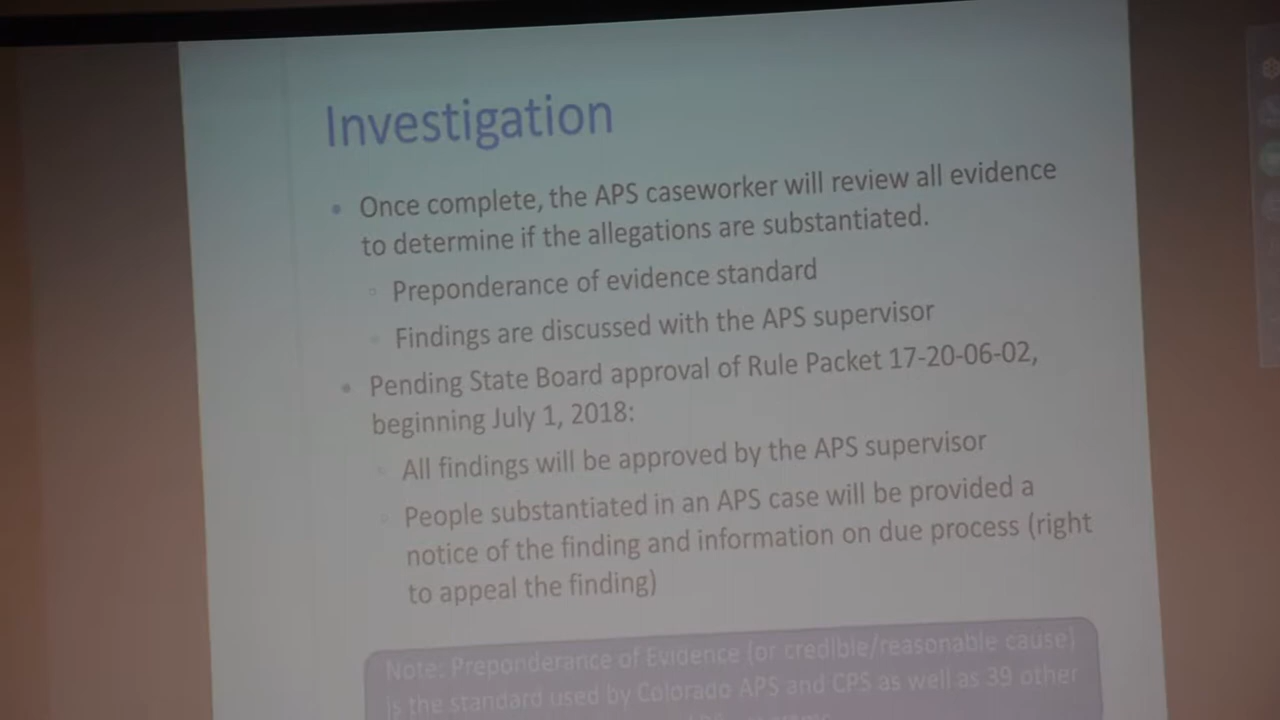 Investigation
• Once complete, the APS caseworker will review all evidence
to determine if the allegations are substantiated.
◦ Preponderance of evidence standard
◦ Findings are discussed with the APS supervisor
• Pending State Board approval of Rule Packet 17-20-06-02,
beginning July 1, 2018:
◦ All findings will be approved by the APS supervisor
◦ People substantiated in an APS case will be provided a
notice of the finding and information on due process (right
to appeal the finding)
Note: Preponderance of Evidence (or credible/reasonable cause)
is the standard used by Colorado APS and CPS as well as 39 other